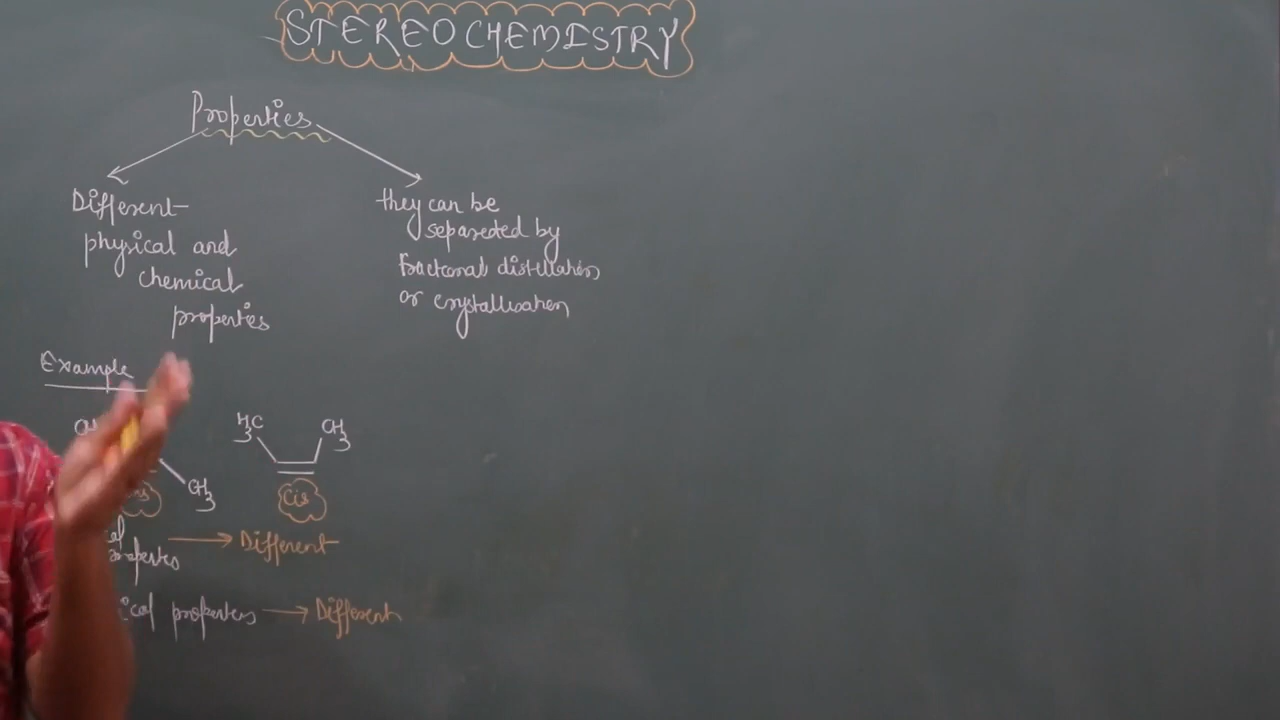 STEREOCHEMISTRY
Properties
Different
physical and
chemical
properties
they can be
separeted by
fractional distillation
or crystallisation
Example
H3C
CH3
CH3
Cis
Different
properties
Different